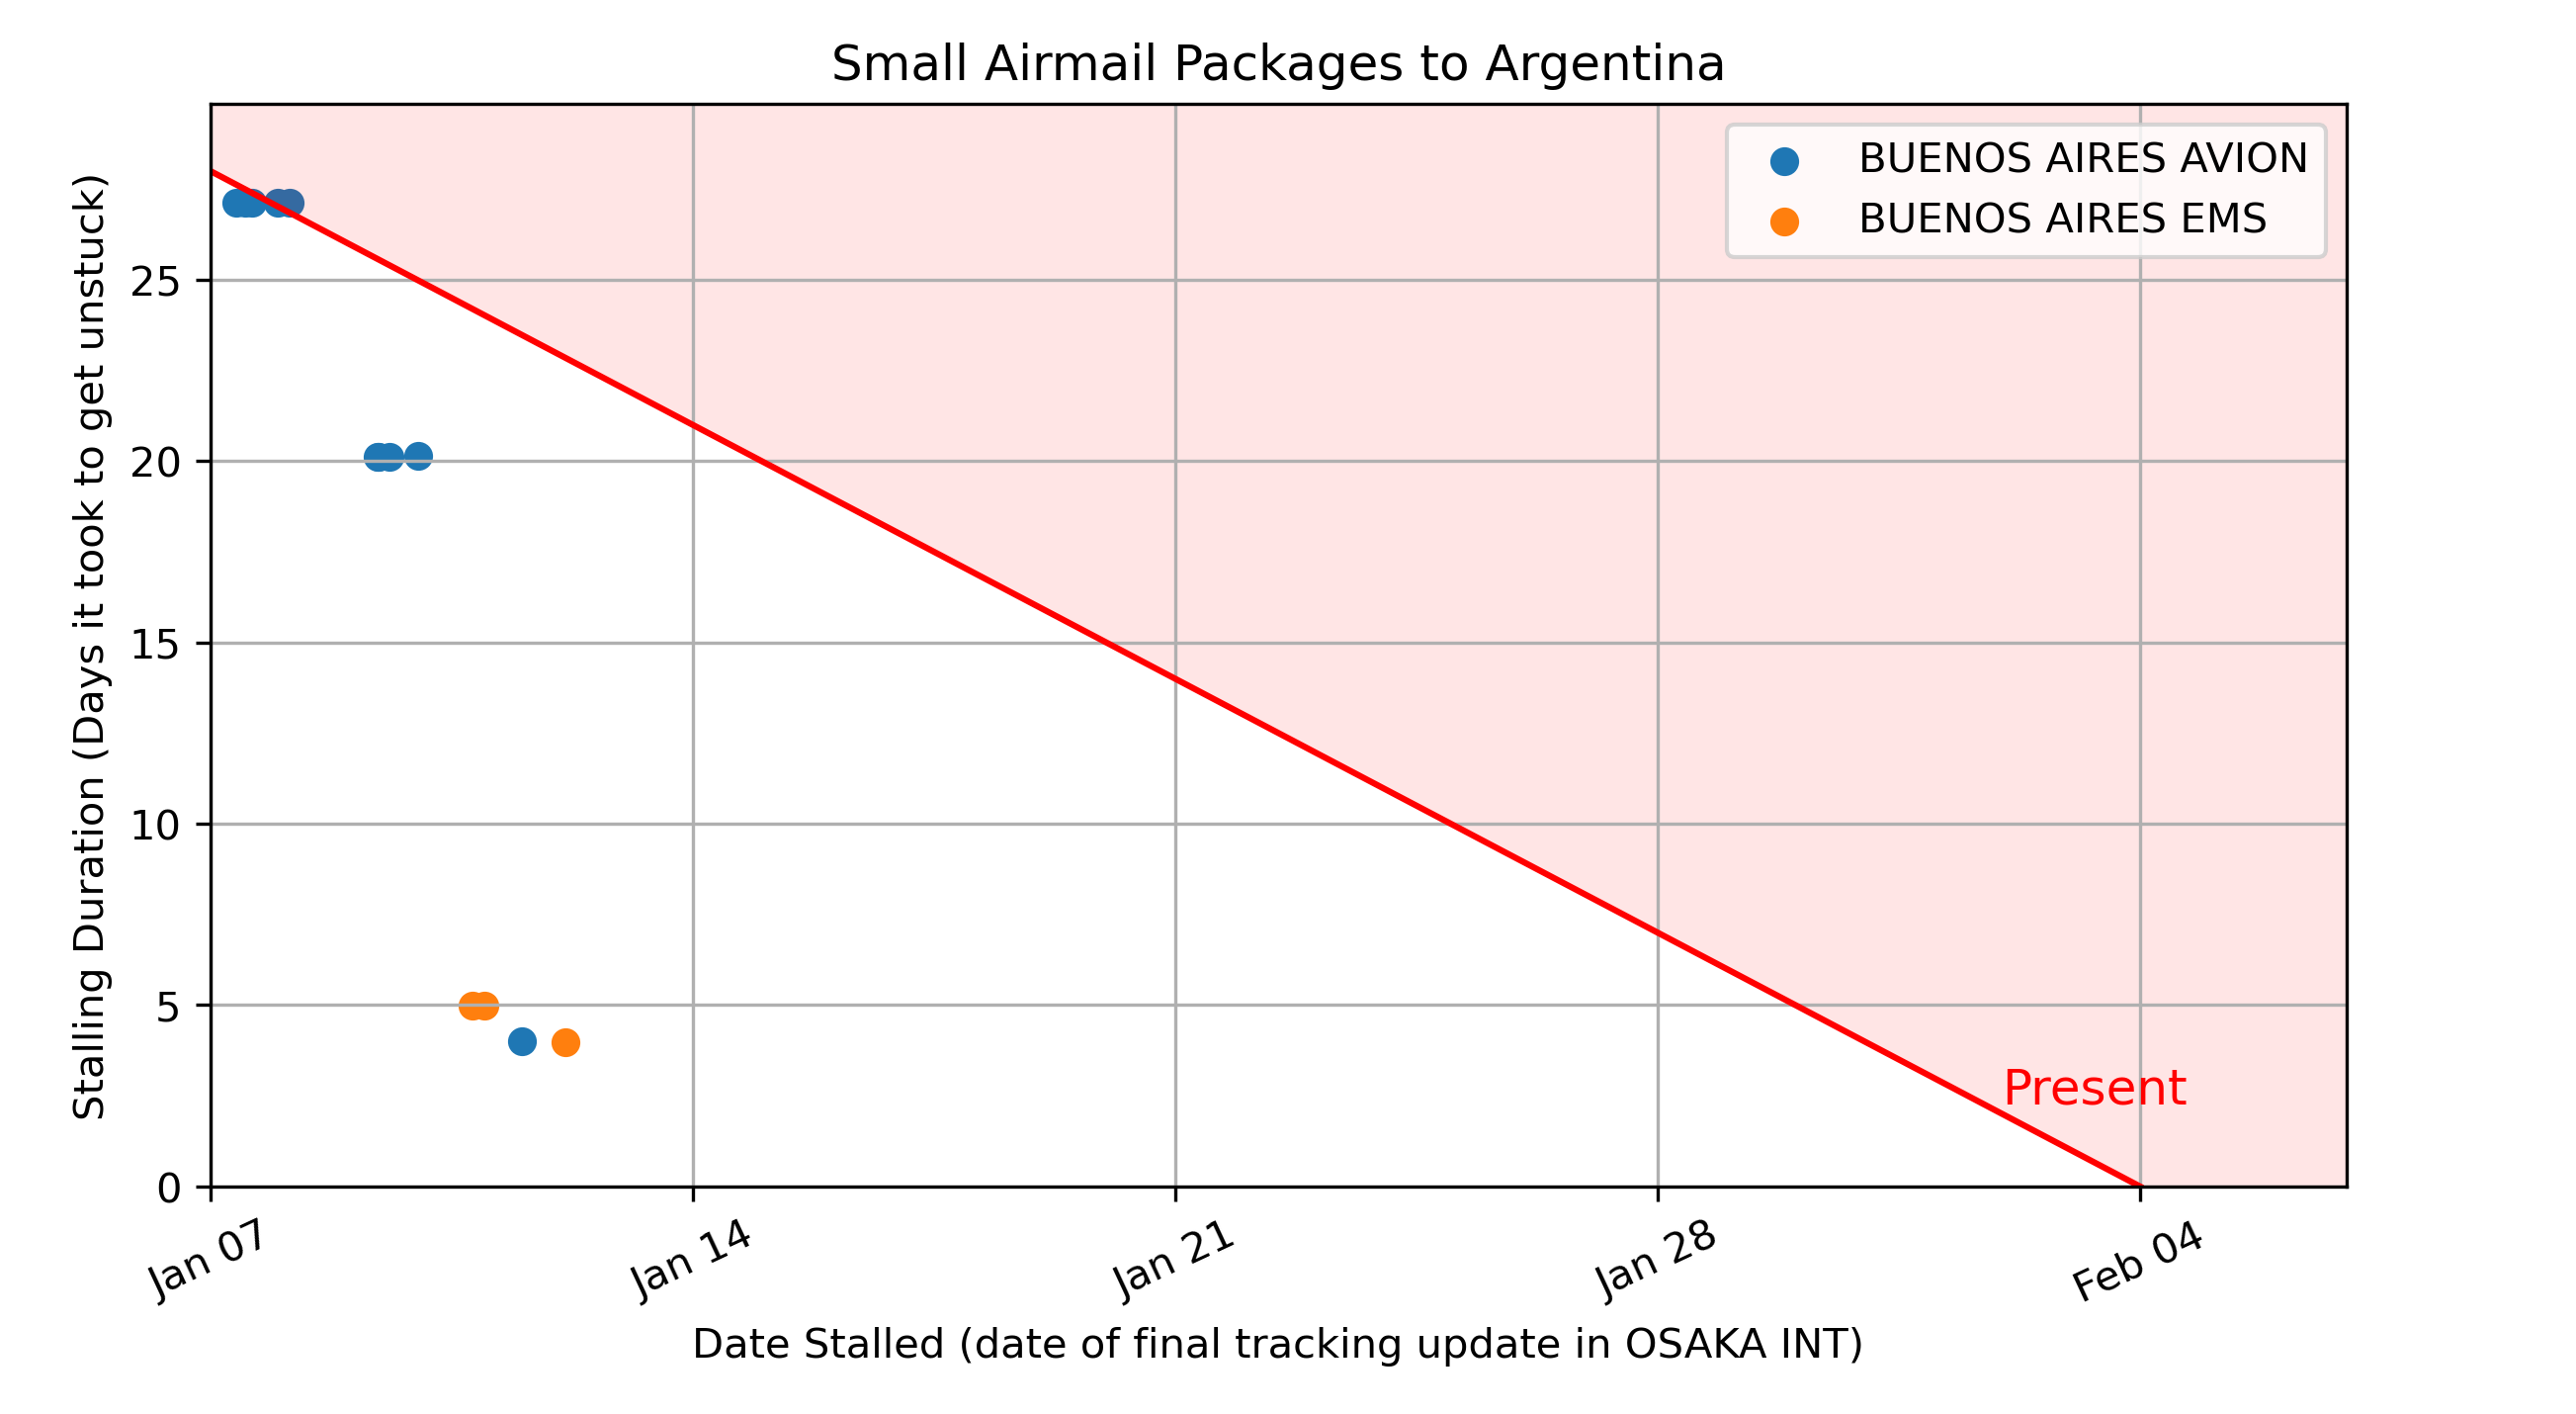 Small Airmail Packages to Argentina
BUENOS AIRES AVION
BUENOS AIRES EMS
Stalling Duration (Days it took to get unstuck)
25
20
15
10
5
0
Present
Jan 07
Jan 14
Jan 21
Jan 28
Feb 04
Date Stalled (date of final tracking update in OSAKA INT)